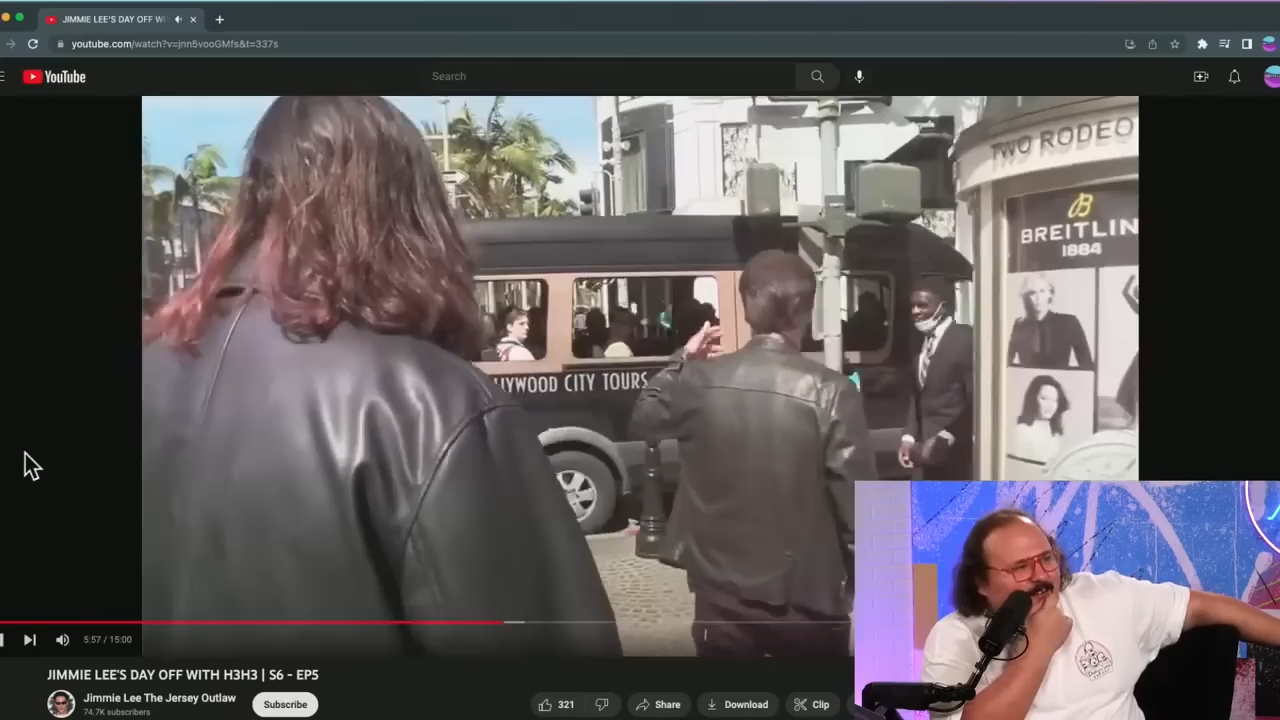 JIMMIE LEE'S DAY OFF WI
youtube.com/watch?v=jnn5vooGMfs&t=337s
YouTube
Search
TWO RODEO
B
BREITLIN
1884
LLYWOOD CITY TOURS
5:57 / 15:00
JIMMIE LEE'S DAY OFF WITH H3H3 | S6 - EP5
Jimmie Lee The Jersey Outlaw
74.7K subscribers
Subscribe
321
Share
Download
Clip